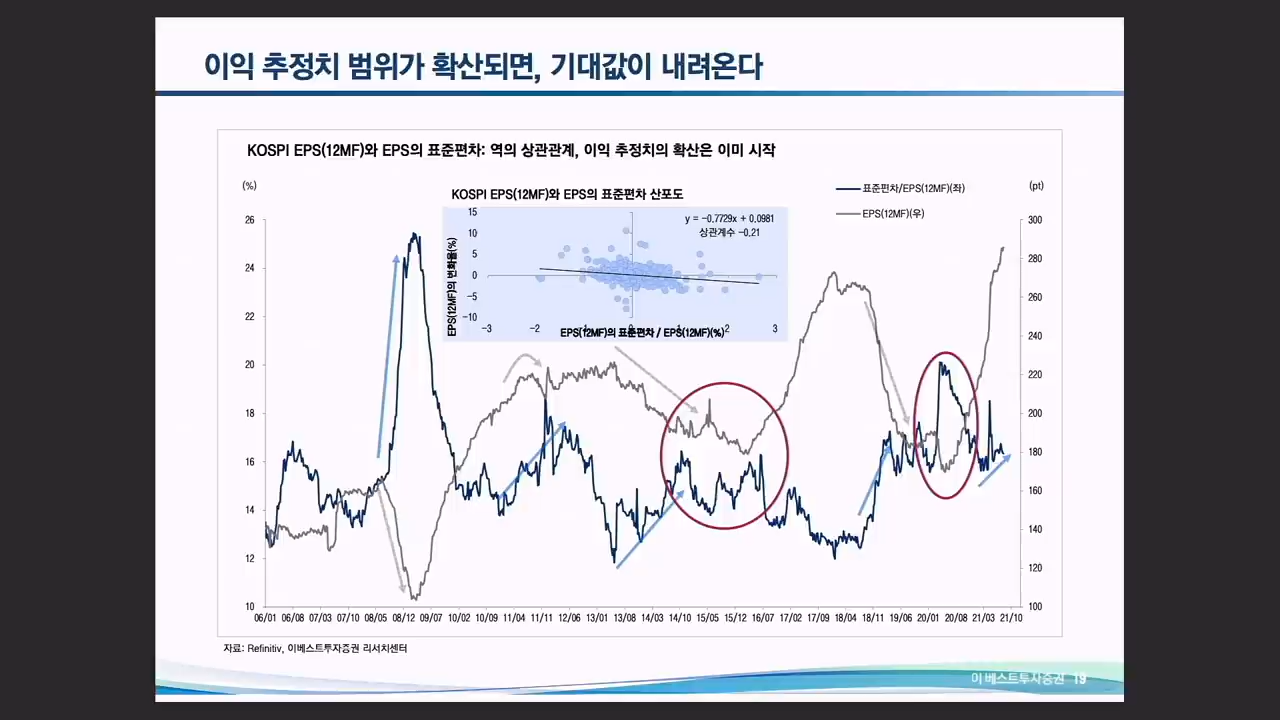 이익 추정치 범위가 확산되면, 기대값이 내려온다
KOSPI EPS(12MF)와 EPS의 표준편차: 역의 상관관계, 이익 추정치의 확산은 이미 시작
(%)
(pt)
표준편차/EPS(12MF)(좌)
EPS(12MF)(우)
KOSPI EPS(12MF)와 EPS의 표준편차 산포도
y = -0.7729x + 0.0981
상관계수 -0.21
EPS(12MF)의 변화율(%)
15
10
5
0
-5
-10
-3 -2 2 3
EPS(12MF)의 표준편차 / EPS(12MF)(%)
26
24
22
20
18
16
14
12
10
300
280
260
240
220
200
180
160
140
120
100
06/01 06/08 07/03 07/10 08/05 08/12 09/07 10/02 10/09 11/04 11/11 12/06 13/01 13/08 14/03 14/10 15/05 15/12 16/07 17/02 17/09 18/04 18/11 19/06 20/01 20/08 21/03 21/10
자료: Refinitiv, 이베스트투자증권 리서치센터
이베스트투자증권 19